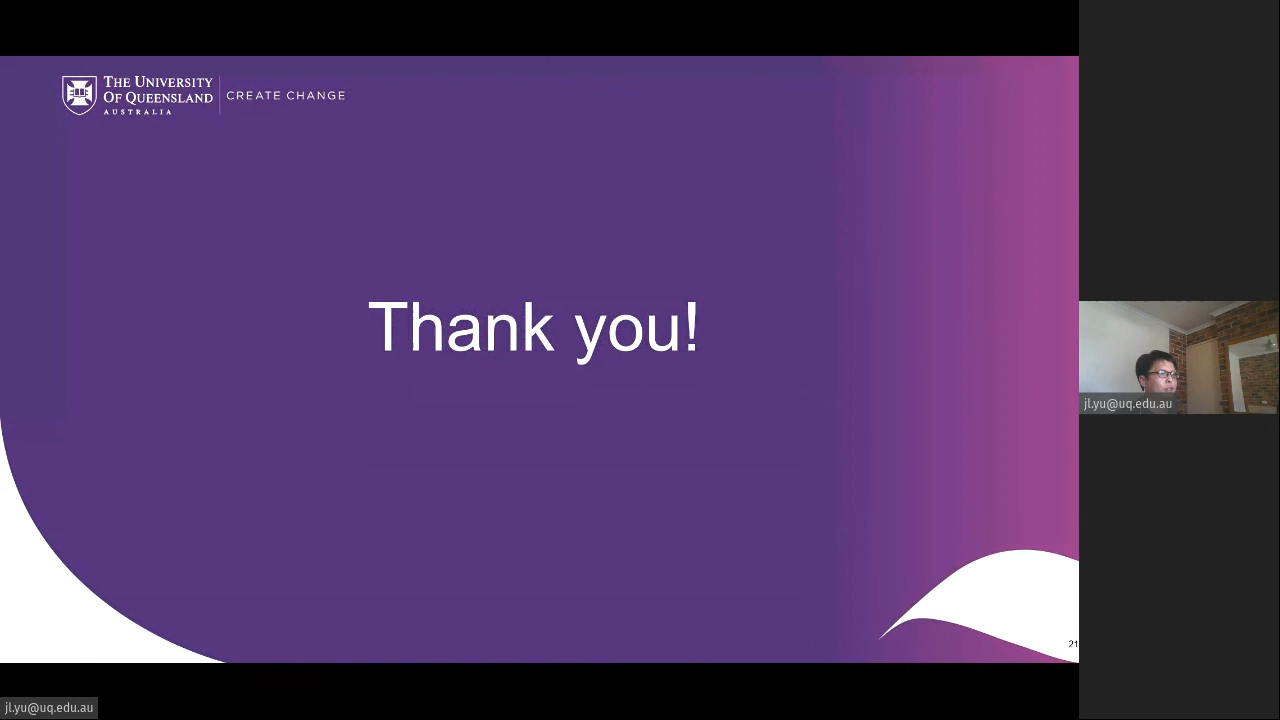 THE UNIVERSITY
OF QUEENSLAND
AUSTRALIA
CREATE CHANGE
Thank you!
jl.yu@uq.edu.au
21
jl.yu@uq.edu.au